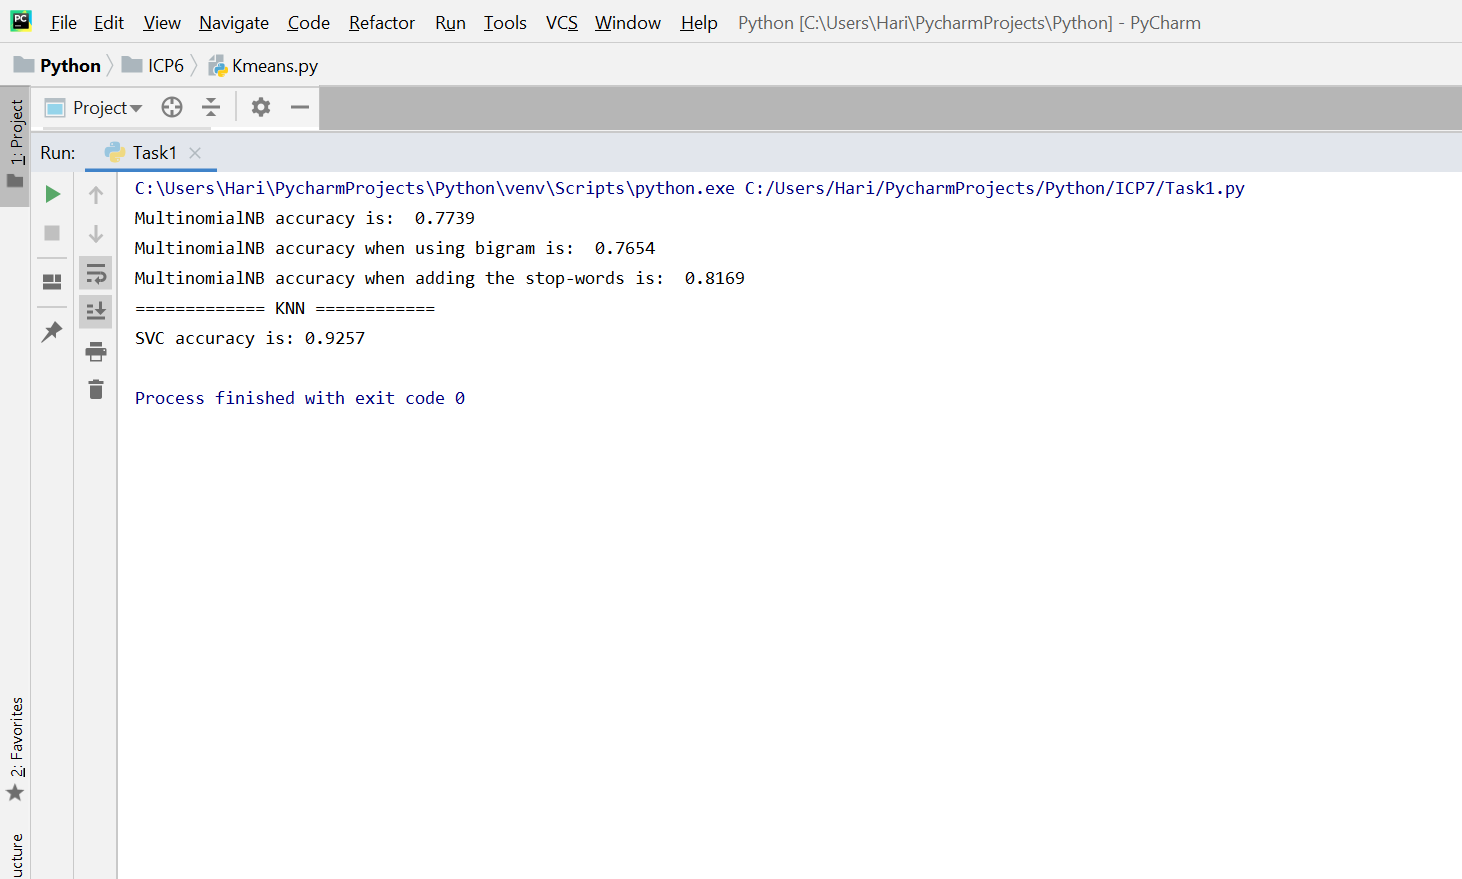 PC File Edit View Navigate Code Refactor Run Tools VCS Window Help Python [C:\Users\Hari\PycharmProjects\Python] - PyCharm
Python ICP6 Kmeans.py
1: Project
Project
Run: Task1
C:\Users\Hari\PycharmProjects\Python\venv\Scripts\python.exe C:/Users/Hari/PycharmProjects/Python/ICP7/Task1.py
MultinomialNB accuracy is:  0.7739
MultinomialNB accuracy when using bigram is:  0.7654
MultinomialNB accuracy when adding the stop-words is:  0.8169
============= KNN ============
SVC accuracy is: 0.9257
Process finished with exit code 0
2: Favorites
ucture